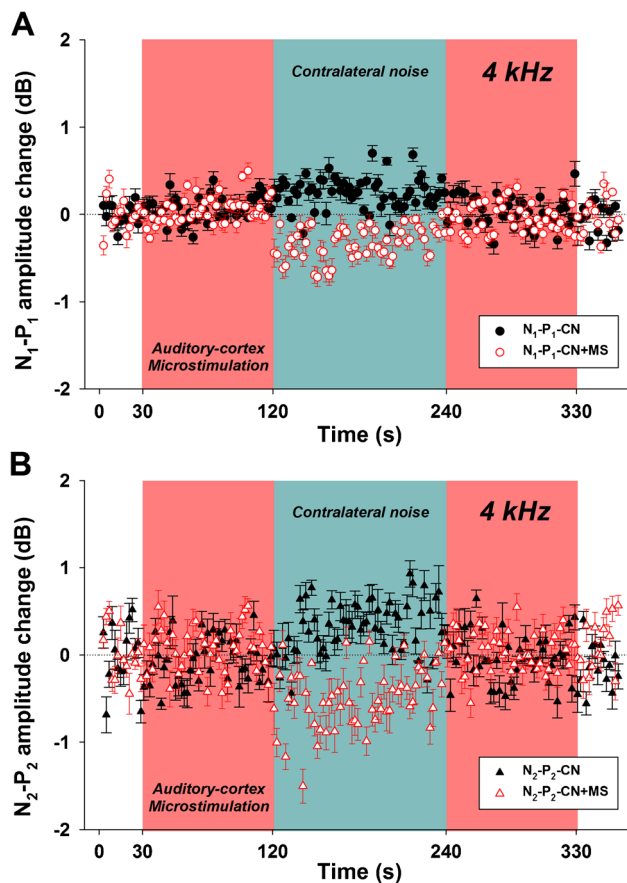 A
2
Contralateral noise
4 kHz
1
0
-1
-2
N₁-P₁ amplitude change (dB)
Auditory-cortex
Microstimulation
N₁-P₁-CN
N₁-P₁-CN+MS
0 30 120 240 330
Time (s)
B
2
Contralateral noise
4 kHz
1
0
-1
-2
N₂-P₂ amplitude change (dB)
Auditory-cortex
Microstimulation
N₂-P₂-CN
N₂-P₂-CN+MS
0 30 120 240 330
Time (s)